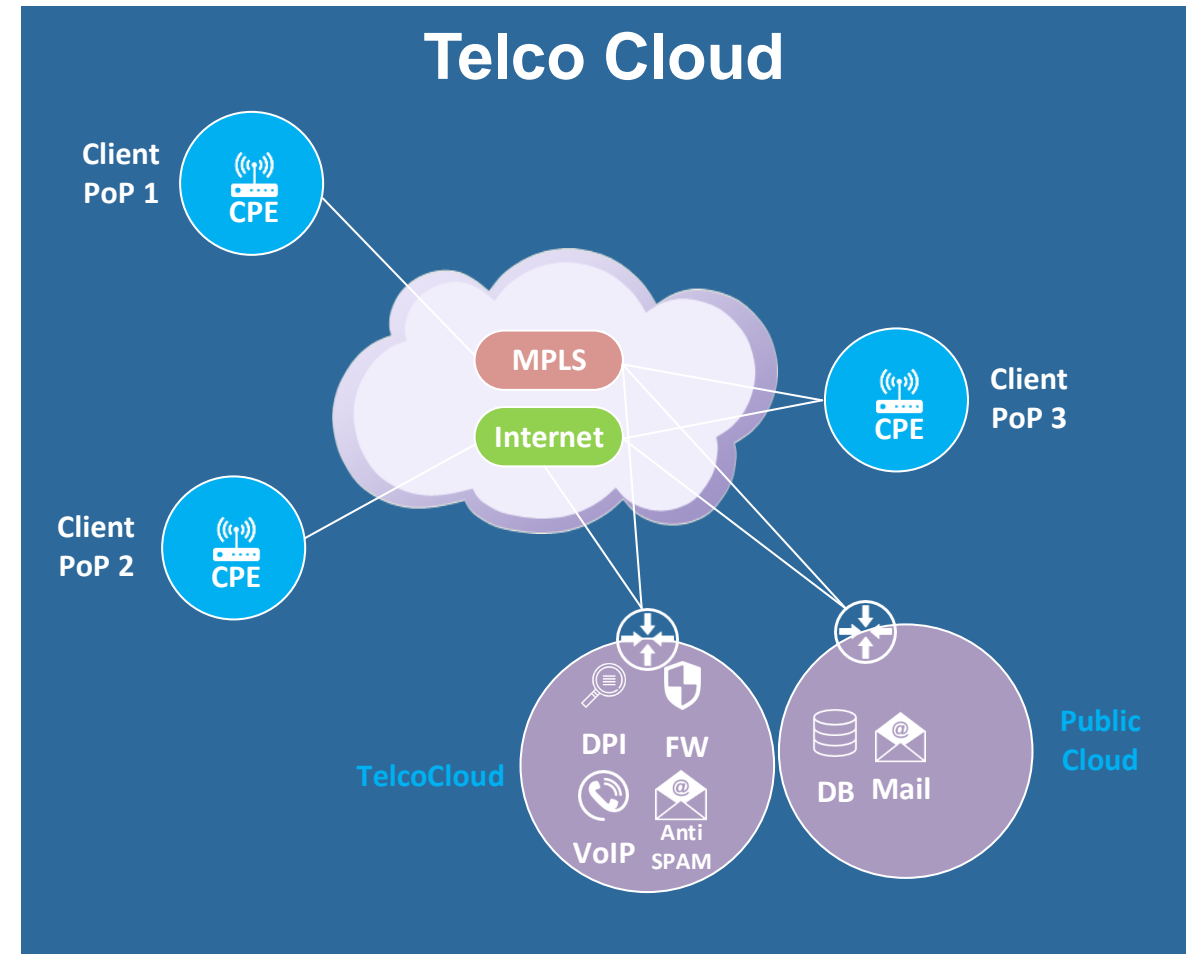 Telco Cloud
Client
PoP 1
CPE
MPLS
Internet
CPE
Client
PoP 3
Client
PoP 2
CPE
TelcoCloud
DPI
FW
VoIP
@
Anti
SPAM
@
DB
Mail
Public
Cloud